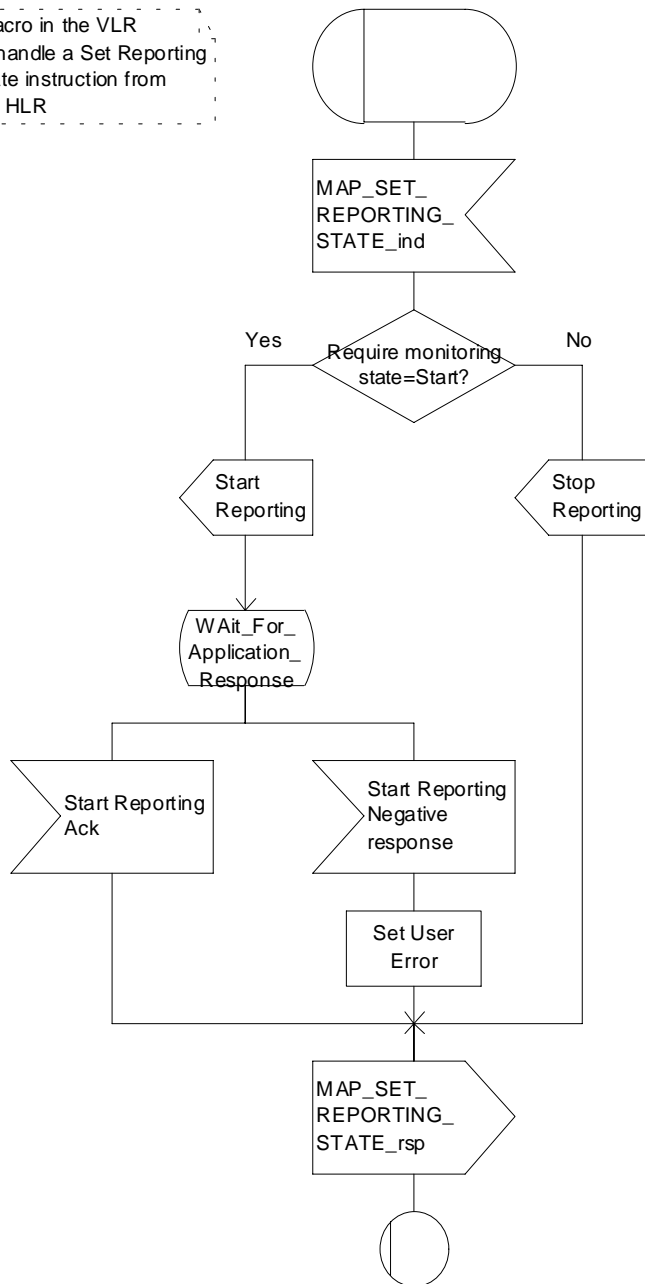 acro in the VLR
handle a Set Reporting
te instruction from
HLR
MAP_SET_
REPORTING_
STATE_ind
Yes
Require monitoring
state=Start?
No
Start
Reporting
Stop
Reporting
WAit_For_
Application_
Response
Start Reporting
Ack
Start Reporting
Negative
response
Set User
Error
MAP_SET_
REPORTING_
STATE_rsp